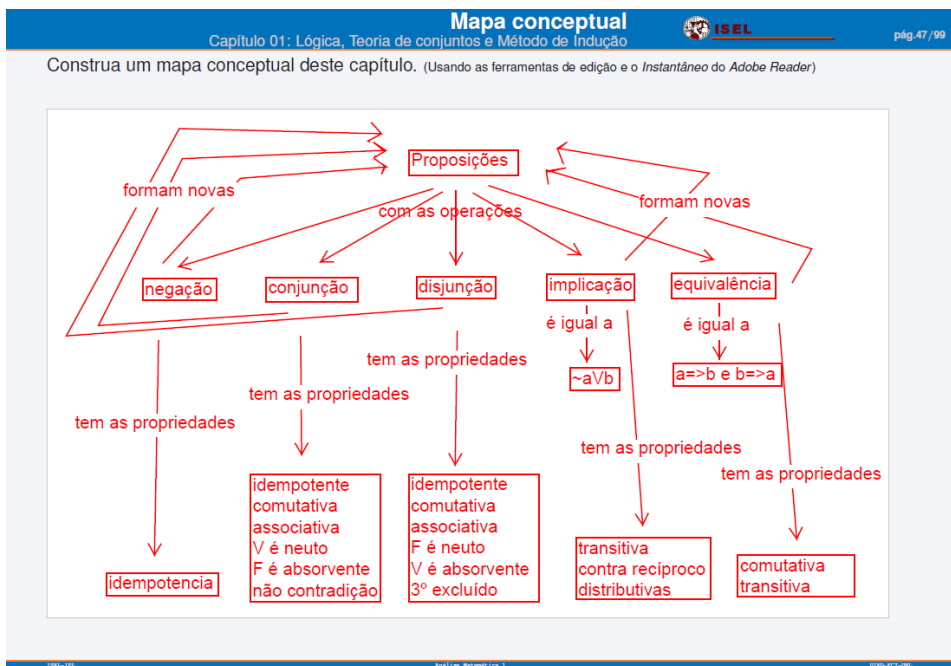 Mapa conceptual
Capítulo 01: Lógica, Teoria de conjuntos e Método de Indução
ISEL
pág.47/99
Construa um mapa conceptual deste capítulo. (Usando as ferramentas de edição e o Instantâneo do Adobe Reader)
Proposições
formam novas
com as operações
formam novas
negação
conjunção
disjunção
implicação
equivalência
é igual a
é igual a
~aVb
a=>b e b=>a
tem as propriedades
tem as propriedades
tem as propriedades
tem as propriedades
tem as propriedades
idempotencia
idempotente
comutativa
associativa
V é neuto
F é absorvente
não contradição
idempotente
comutativa
associativa
F é neuto
V é absorvente
3º excluído
transitiva
contra recíproco
distributivas
comutativa
transitiva
Análise Matemática 1